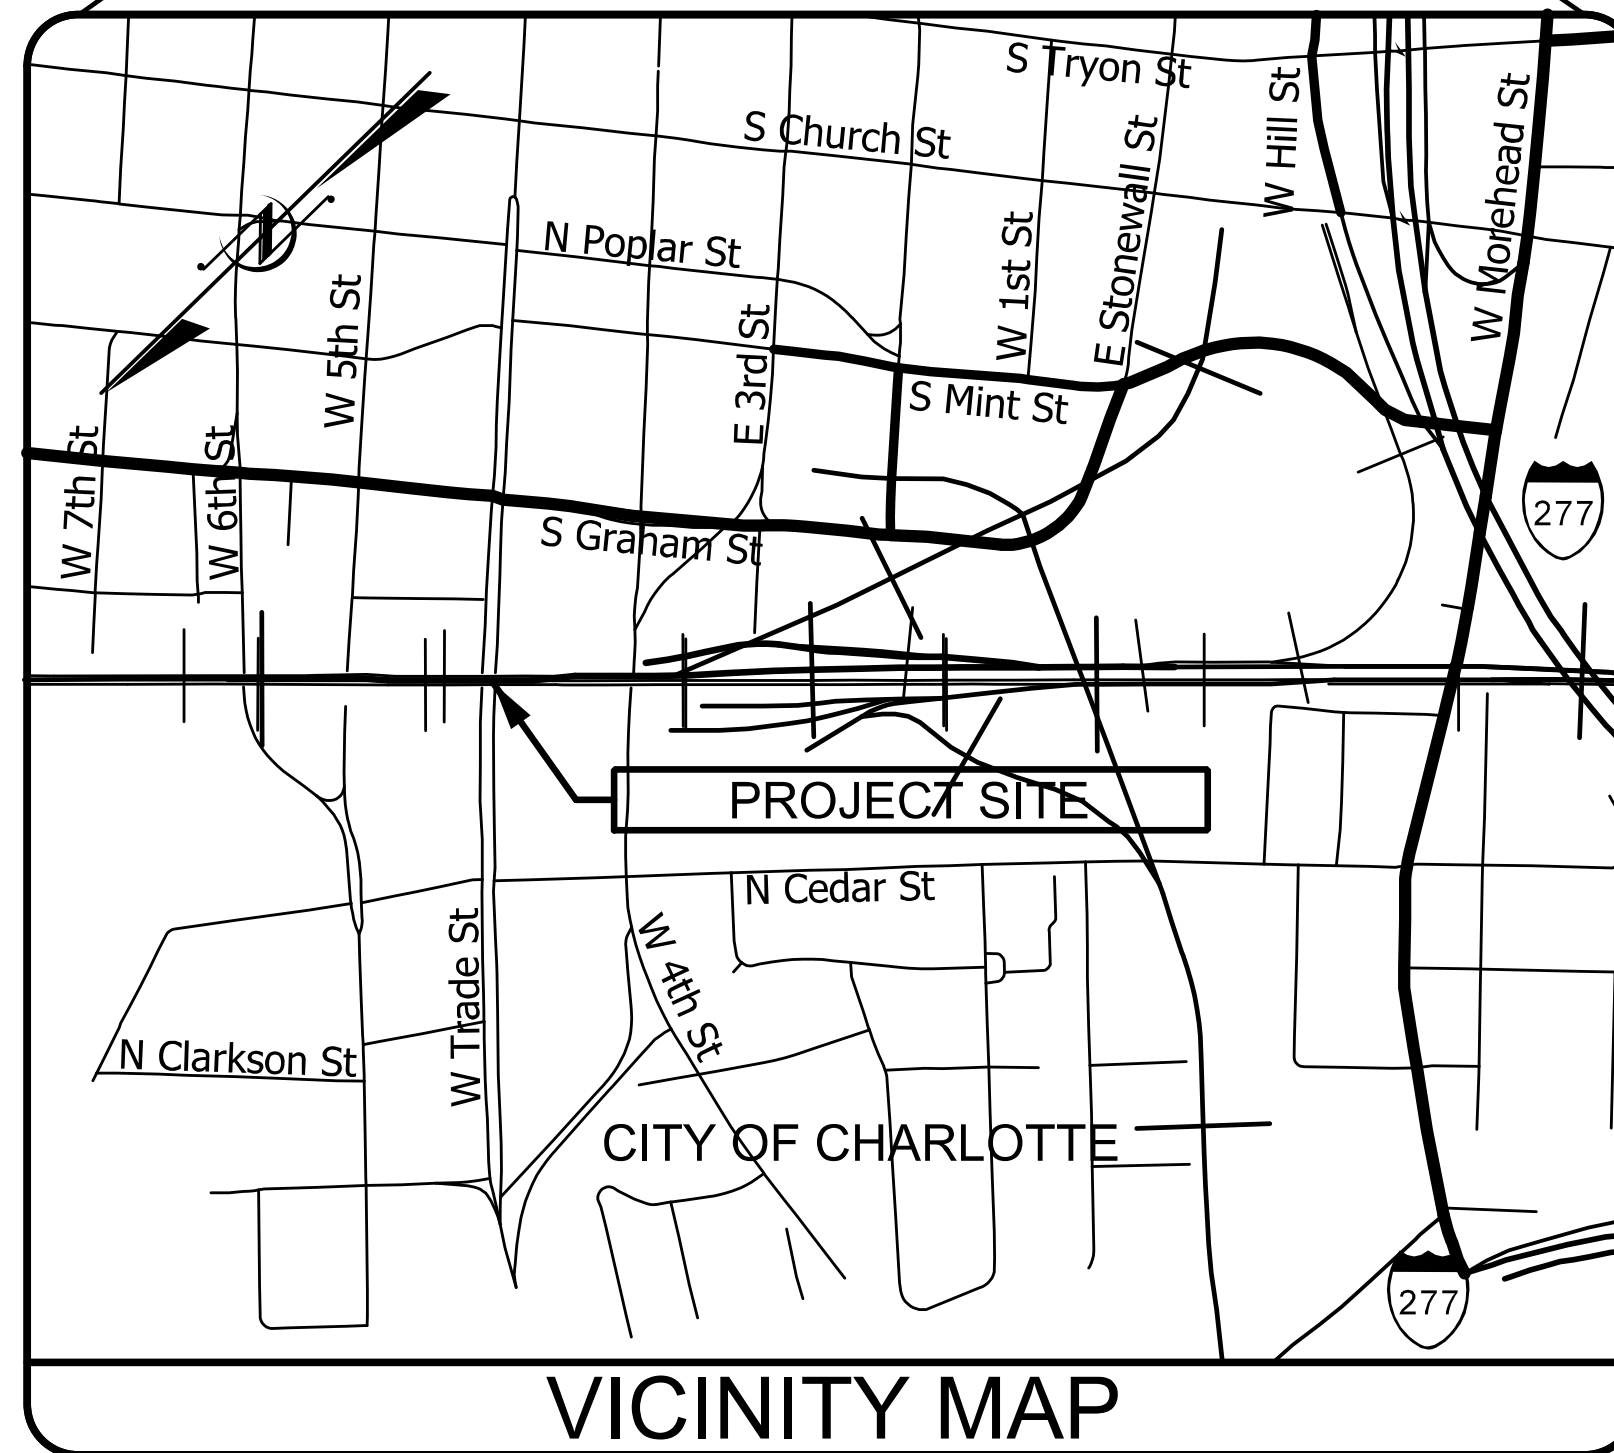 S Tryon St
S Church St
W Hill St
W Morehead St
E Stonewall St
N Poplar St
W 1st St
W 5th St
E 3rd St
S Mint St
W 7th St
W 6th St
S Graham St
277
PROJECT SITE
N Cedar St
W Trade St
W 4th St
N Clarkson St
CITY OF CHARLOTTE
277
VICINITY MAP